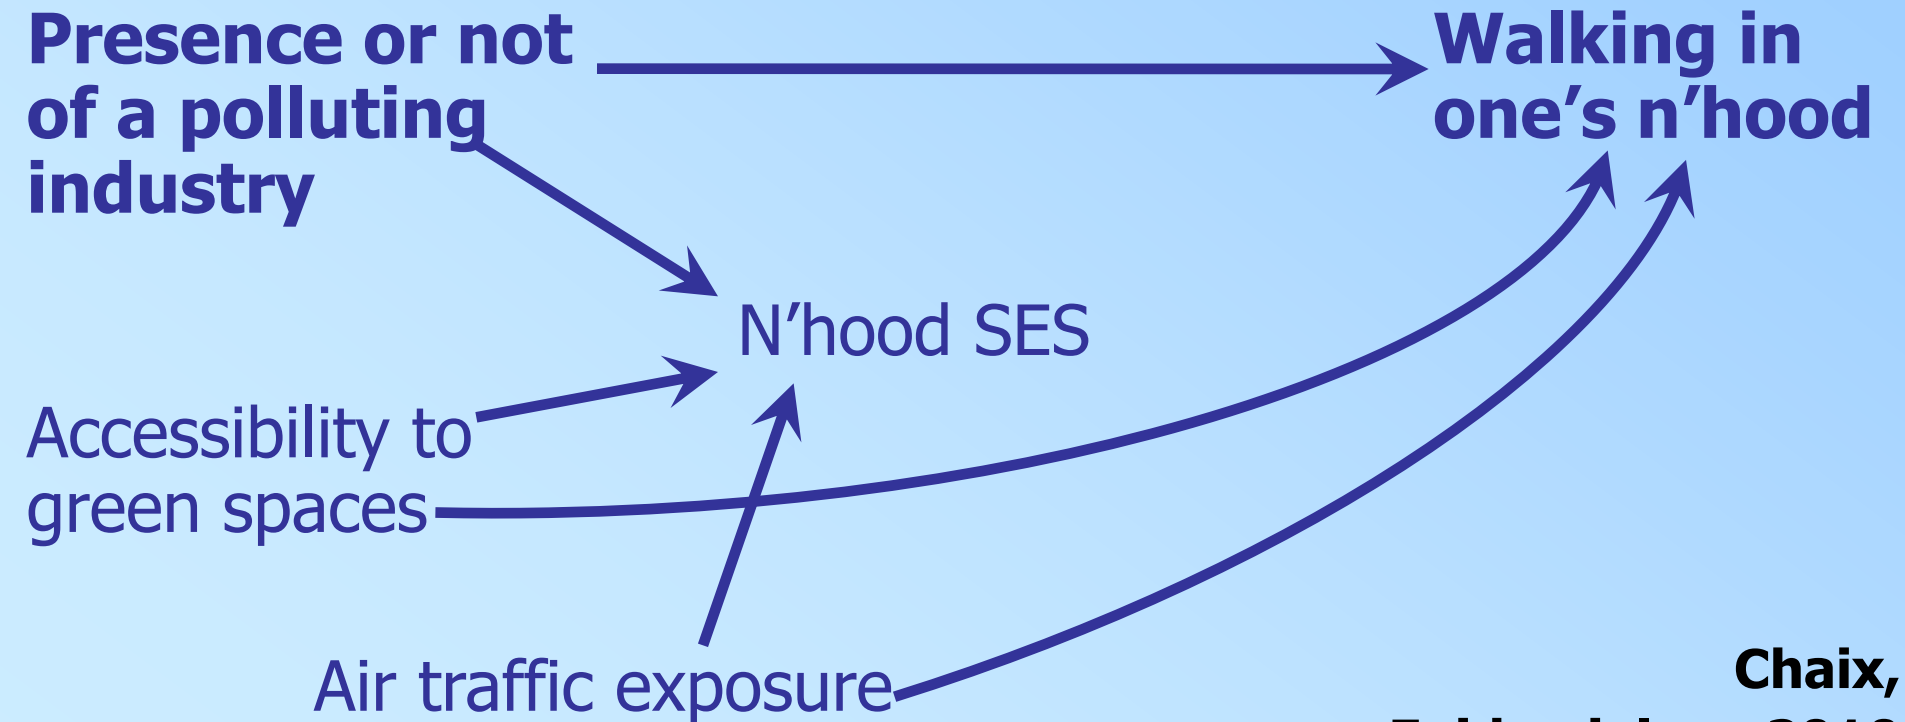 Presence or not
of a polluting
industry
Walking in
one’s n’hood
N’hood SES
Accessibility to
green spaces
Air traffic exposure
Chaix,